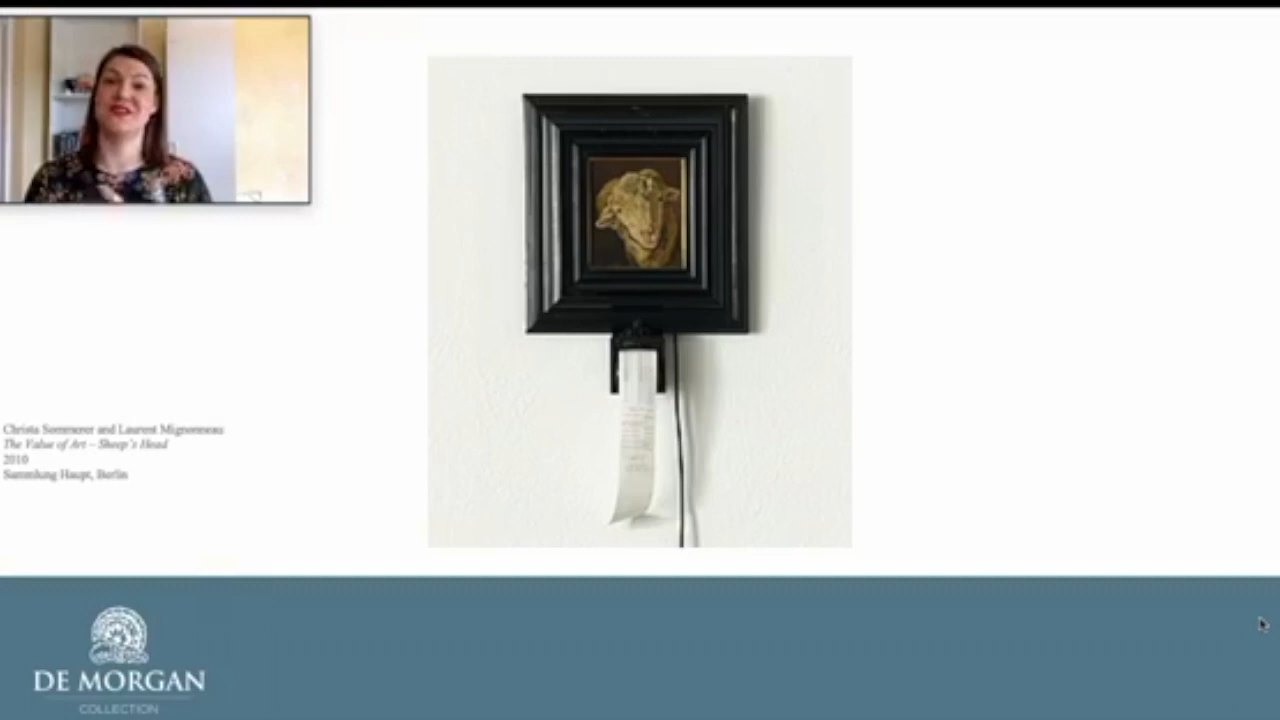 Christa Sommerer and Laurent Mignonneau
The Value of Art – Sheep's Head
2010
Sammlung Haupt, Berlin
DE MORGAN
COLLECTION